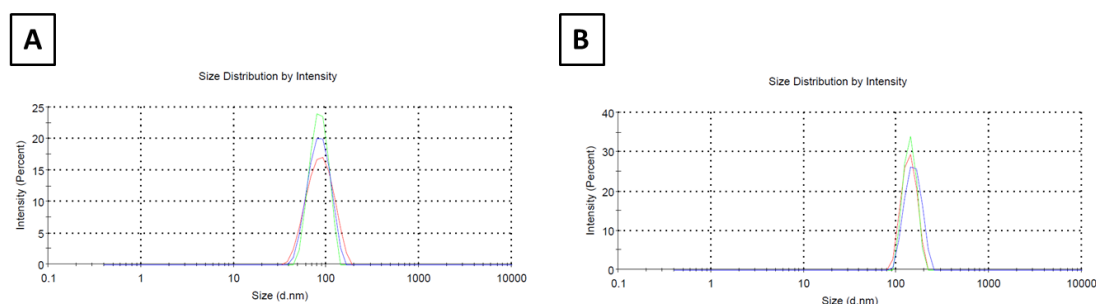 A
Size Distribution by Intensity
Intensity (Percent)
25
20
15
10
5
0
0.1 1 10 100 1000 10000
Size (d.nm)
B
Size Distribution by Intensity
Intensity (Percent)
40
30
20
10
0
0.1 1 10 100 1000 10000
Size (d.nm)